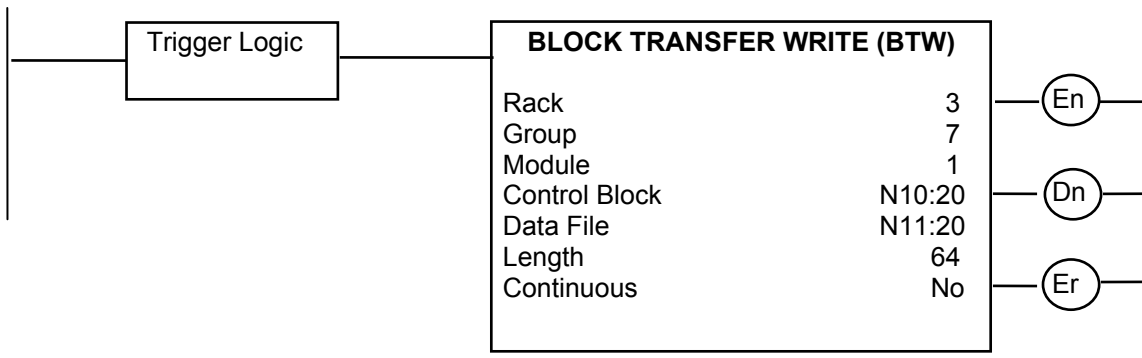 Trigger Logic
BLOCK TRANSFER WRITE (BTW)
Rack 3
Group 7
Module 1
Control Block N10:20
Data File N11:20
Length 64
Continuous No
En
Dn
Er